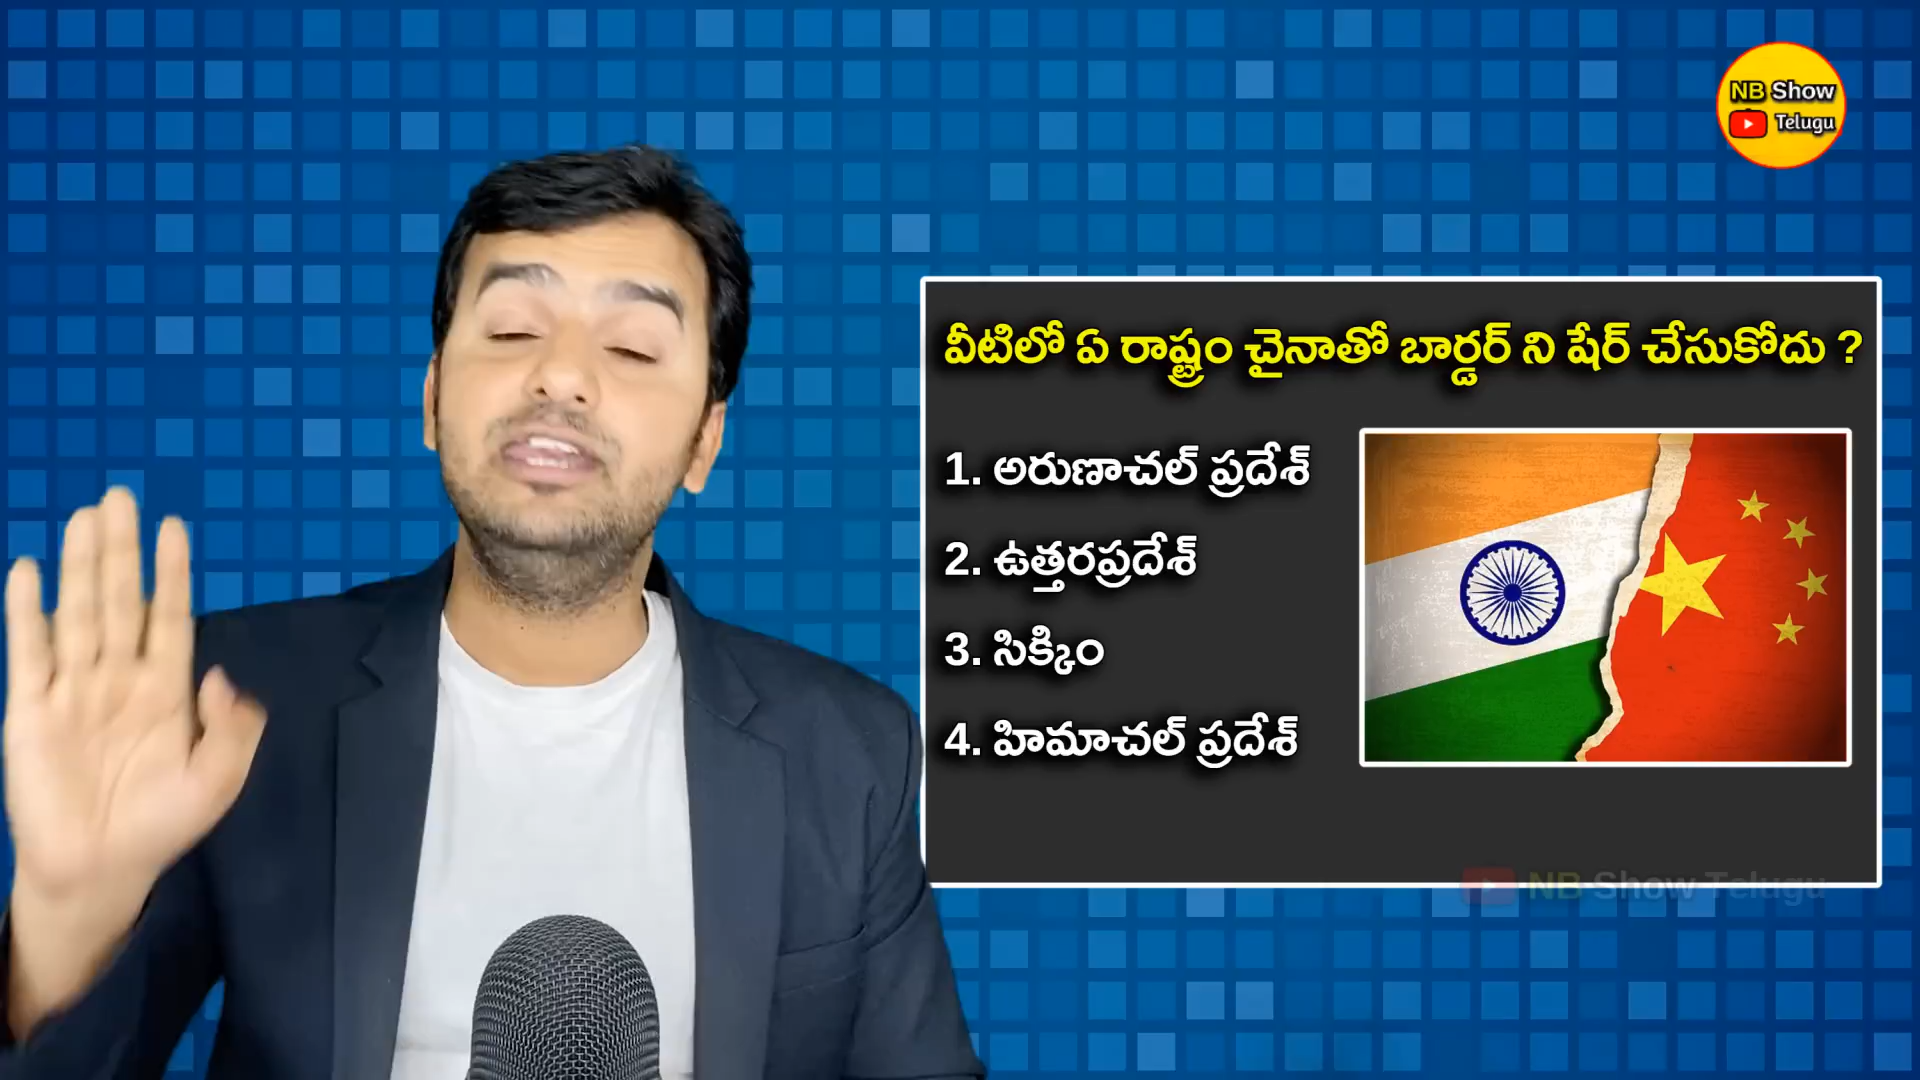 NB Show
Telugu
వీటిలో ఏ రాష్ట్రం చైనాతో బార్డర్ ని షేర్ చేసుకోదు ?
1. అరుణాచల్ ప్రదేశ్
2. ఉత్తరప్రదేశ్
3. సిక్కిం
4. హిమాచల్ ప్రదేశ్
NB Show Telugu